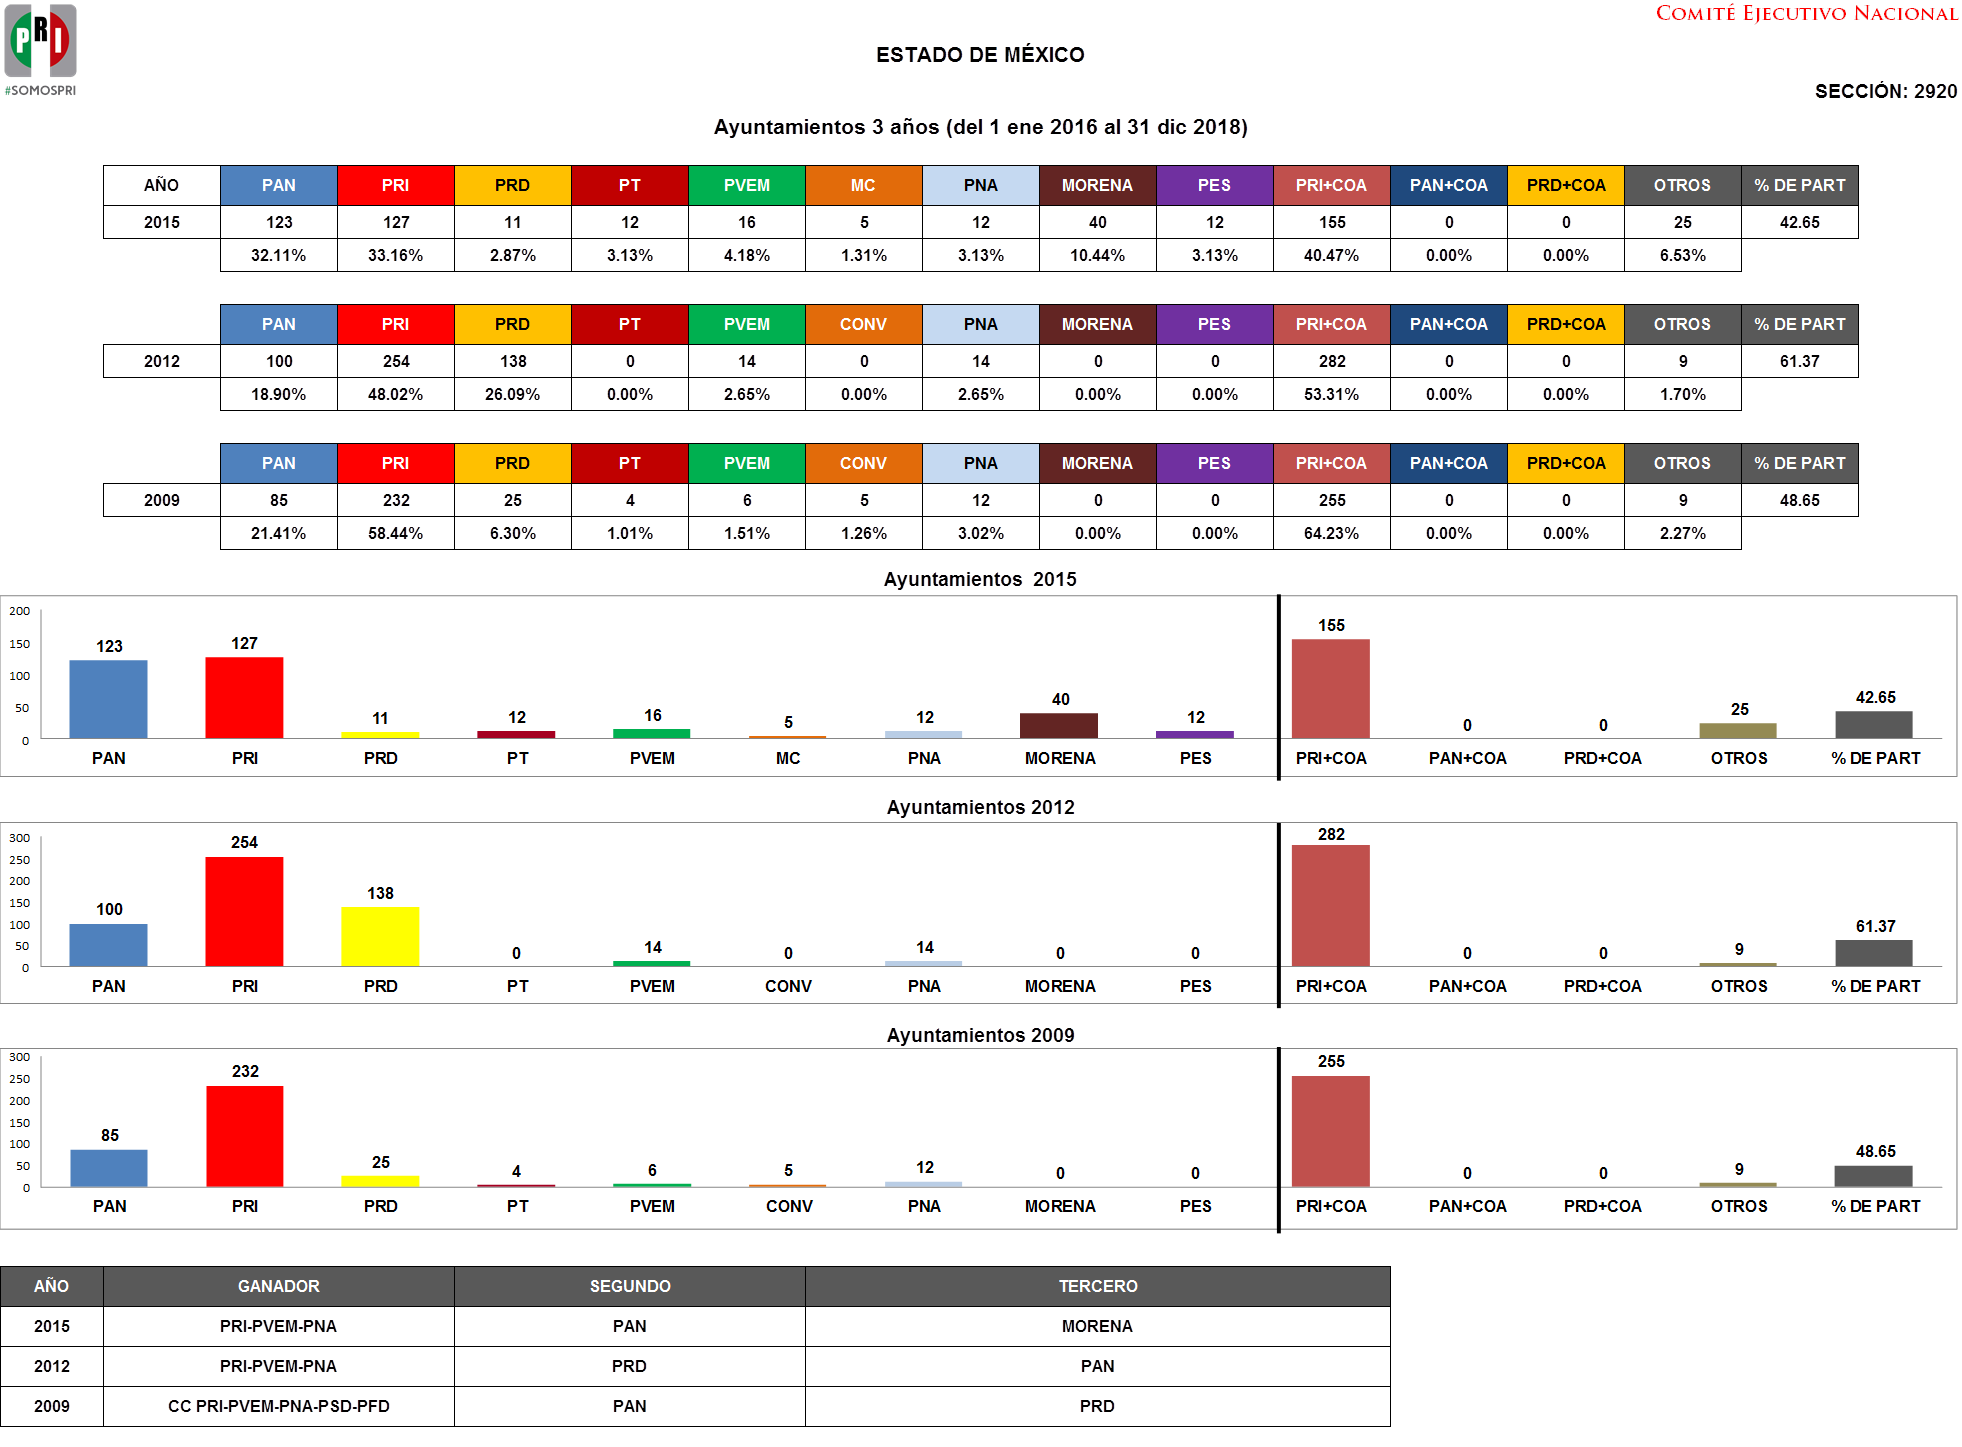 PRI
#SOMOSPRI
COMITÉ EJECUTIVO NACIONAL
ESTADO DE MÉXICO
SECCIÓN: 2920
Ayuntamientos 3 años (del 1 ene 2016 al 31 dic 2018)
AÑO PAN PRI PRD PT PVEM MC PNA MORENA PES PRI+COA PAN+COA PRD+COA OTROS % DE PART
2015 123 127 11 12 16 5 12 40 12 155 0 0 25 42.65
32.11% 33.16% 2.87% 3.13% 4.18% 1.31% 3.13% 10.44% 3.13% 40.47% 0.00% 0.00% 6.53%
PAN PRI PRD PT PVEM CONV PNA MORENA PES PRI+COA PAN+COA PRD+COA OTROS % DE PART
2012 100 254 138 0 14 0 14 0 0 282 0 0 9 61.37
18.90% 48.02% 26.09% 0.00% 2.65% 0.00% 2.65% 0.00% 0.00% 53.31% 0.00% 0.00% 1.70%
PAN PRI PRD PT PVEM CONV PNA MORENA PES PRI+COA PAN+COA PRD+COA OTROS % DE PART
2009 85 232 25 4 6 5 12 0 0 255 0 0 9 48.65
21.41% 58.44% 6.30% 1.01% 1.51% 1.26% 3.02% 0.00% 0.00% 64.23% 0.00% 0.00% 2.27%
Ayuntamientos 2015
200
150
100
50
0
123 127 11 12 16 5 12 40 12 155 0 0 25 42.65
PAN PRI PRD PT PVEM MC PNA MORENA PES PRI+COA PAN+COA PRD+COA OTROS % DE PART
Ayuntamientos 2012
300
250
200
150
100
50
0
100 254 138 0 14 0 14 0 0 282 0 0 9 61.37
PAN PRI PRD PT PVEM CONV PNA MORENA PES PRI+COA PAN+COA PRD+COA OTROS % DE PART
Ayuntamientos 2009
300
250
200
150
100
50
0
85 232 25 4 6 5 12 0 0 255 0 0 9 48.65
PAN PRI PRD PT PVEM CONV PNA MORENA PES PRI+COA PAN+COA PRD+COA OTROS % DE PART
AÑO GANADOR SEGUNDO TERCERO
2015 PRI-PVEM-PNA PAN MORENA
2012 PRI-PVEM-PNA PRD PAN
2009 CC PRI-PVEM-PNA-PSD-PFD PAN PRD